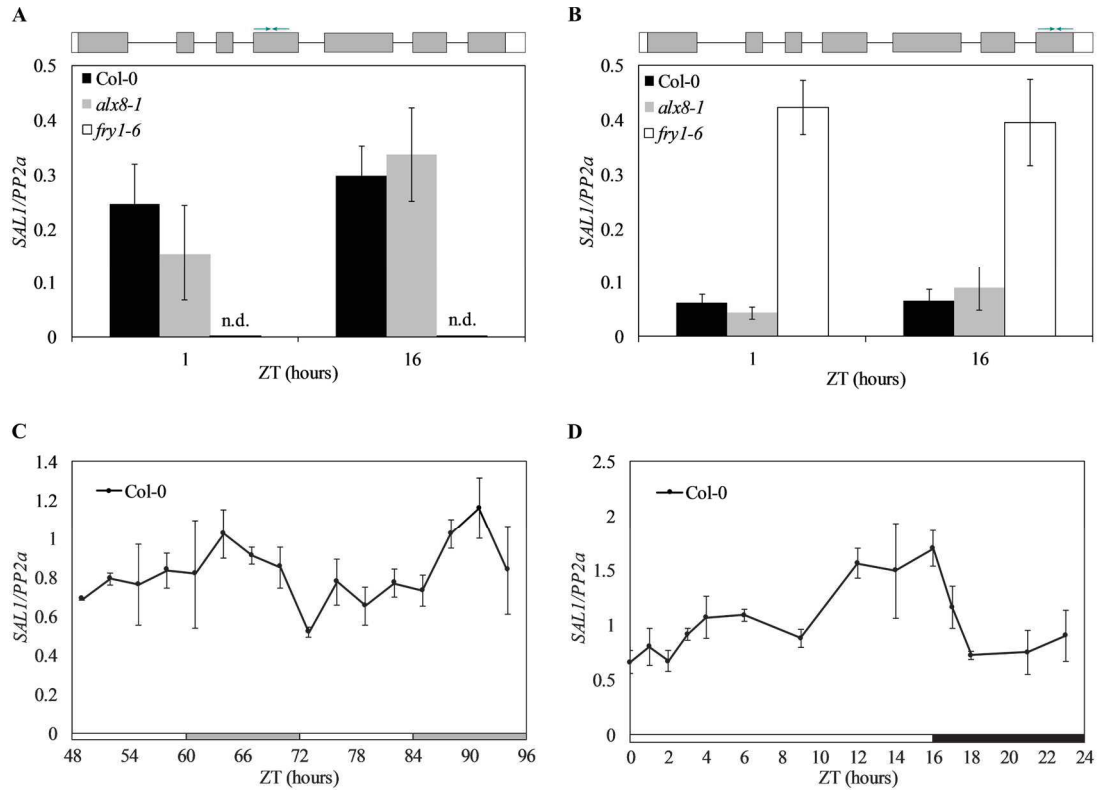 A
B
0.5
0.4
0.3
0.2
0.1
0
SAL1/PP2a
Col-0
alx8-1
fry1-6
n.d.
n.d.
1
16
ZT (hours)
0.5
0.4
0.3
0.2
0.1
0
SAL1/PP2a
Col-0
alx8-1
fry1-6
1
16
ZT (hours)
C
D
1.4
1.2
1
0.8
0.6
0.4
0.2
0
SAL1/PP2a
Col-0
48 54 60 66 72 78 84 90 96
ZT (hours)
2.5
2
1.5
1
0.5
0
SAL1/PP2a
Col-0
0 2 4 6 8 10 12 14 16 18 20 22 24
ZT (hours)